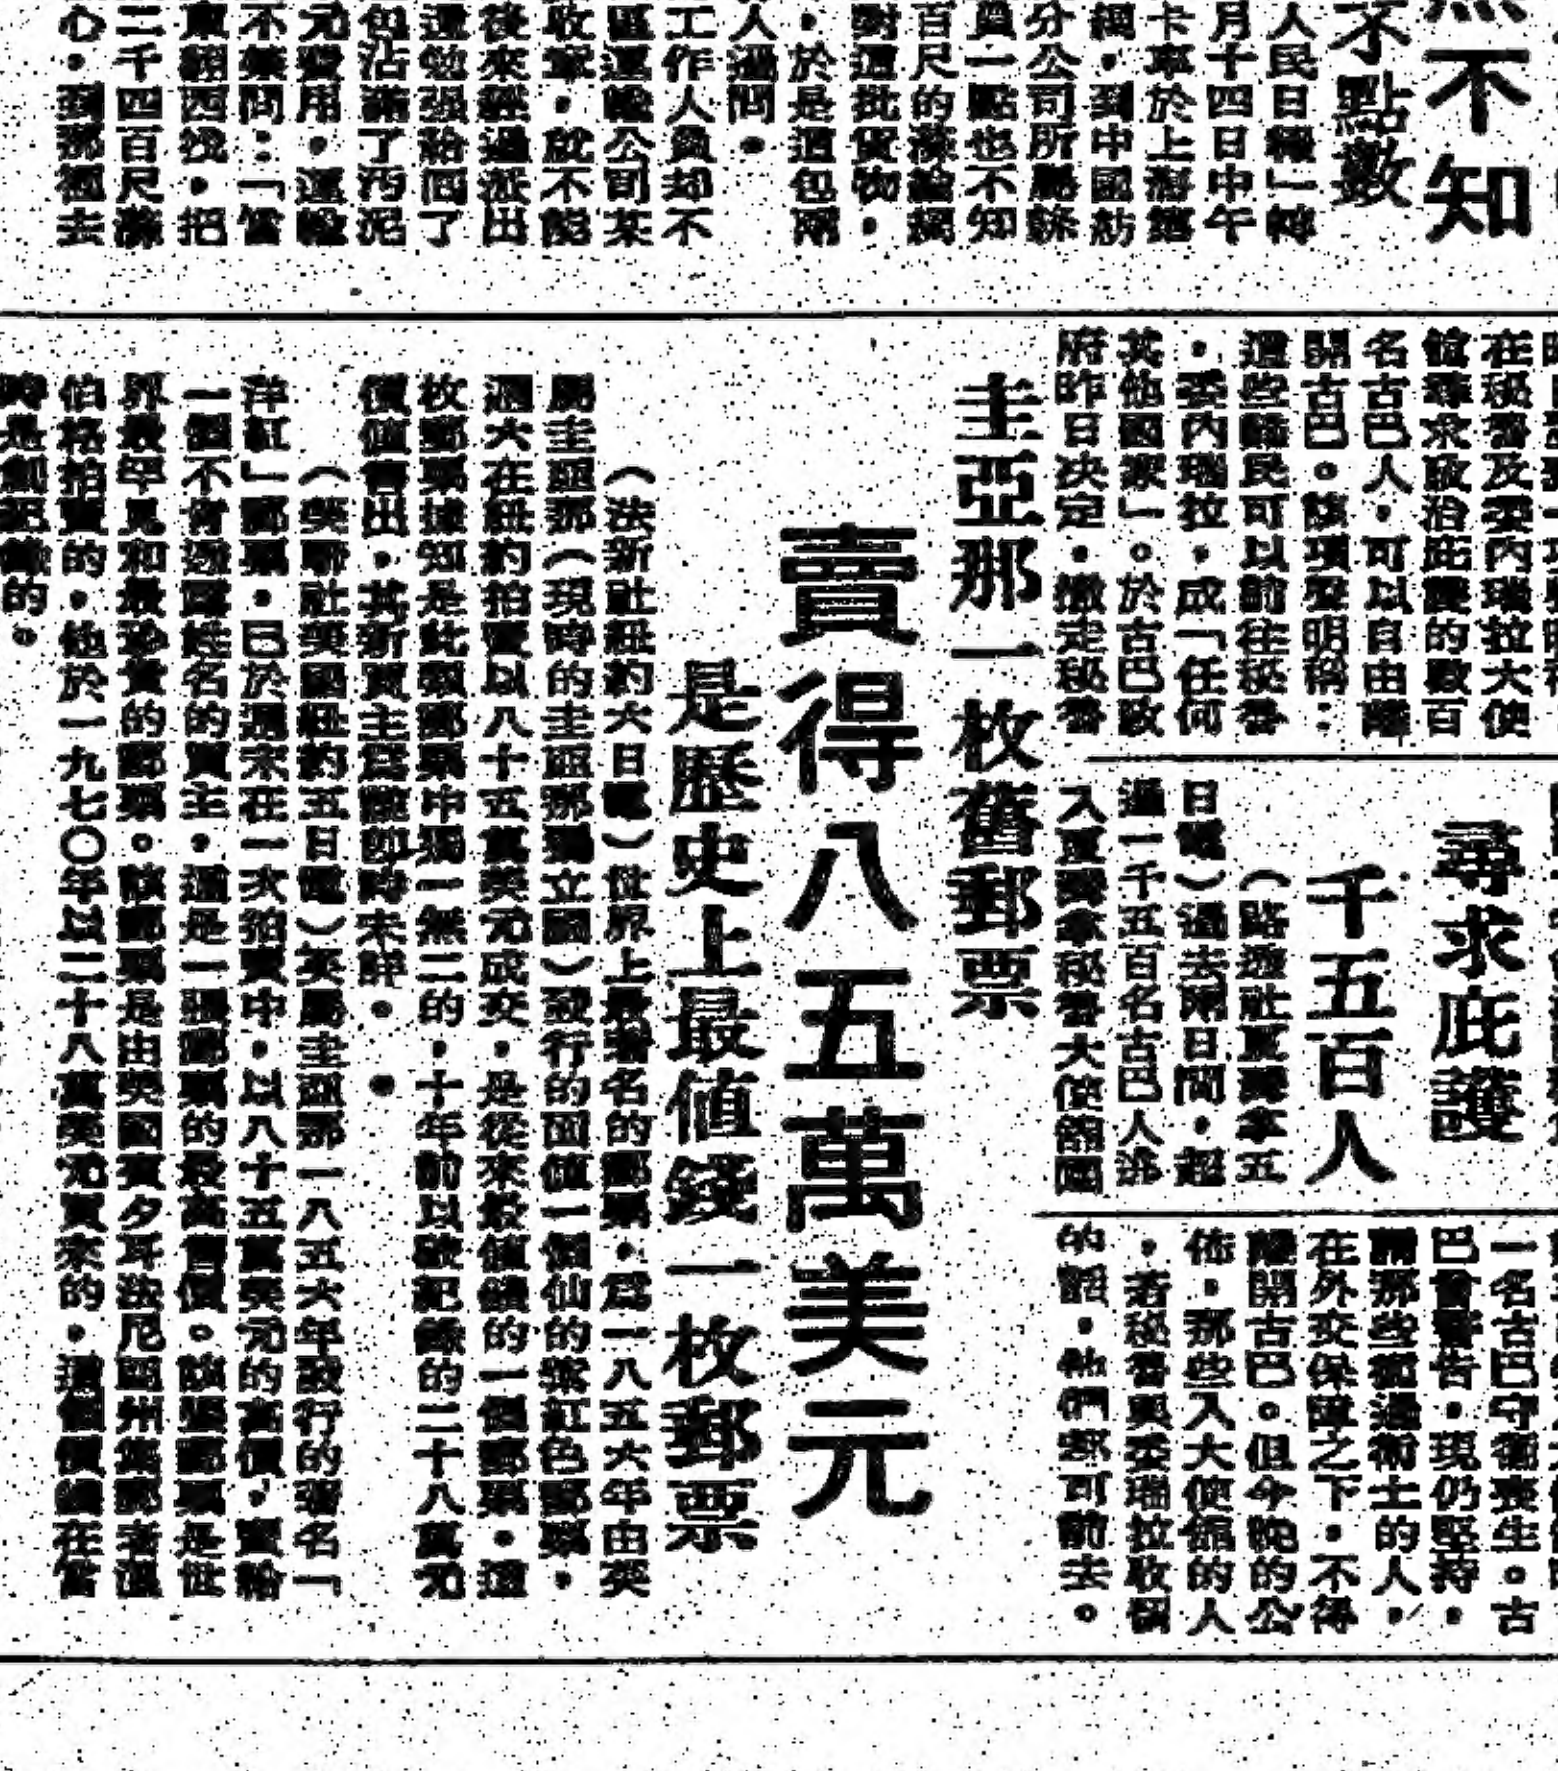 不知
不點數
人民日報」轉
月十四日中午
卡車於上海
，到中國紡
分公司所屬
員一點也不知
百尺的滌綸綢
對這批貨物，
，於是這包兩
人過問。
工作人員却不
區運輸公司某
收拿，就不能
後來經過派出
還勉强給回了
包沾滿了污泥
元費用，運輸
不禁問：「當
東翻西找，把
二千四百尺滌
心，到那裡去
在秘魯及委內瑞拉大使
館尋求政治庇護的數百
名古巴人，可以自由離
開古巴。該項聲明稱：
這些難民可以前往秘魯
，委內瑞拉，或「任何
其他國家」。於古巴政
府昨日決定，撤走秘魯
尋求庇護
千五百人
（路透社夏灣拿五
日電）過去兩日間，超
過一千五百名古巴人湧
入夏灣拿秘魯大使館園
一名古巴守衞喪生。古
巴曾警告，現仍堅持，
那些衝過衞士的人，
在外交保障之下，不得
離開古巴。但今晚的公
佈，那些入大使館的人
，若秘魯與委瑞拉收留
的話，他們都可前去。
圭亞那一枚舊郵票
賣得八五萬美元
是歷史上最值錢一枚郵票
（法新社紐約六日電）世界上最著名的郵票，爲一八五六年由英
屬圭亞那（現時的圭亞那獨立國）發行的面值一個仙的紫紅色郵票，
週六在紐約拍賣以八十五萬美元成交，是從來最值錢的一個郵票。這
枚郵票據知是此類郵票中獨一無二的，十年前以破記錄的二十八萬元
價值售出，其新買主爲誰即時未詳。
（英聯社英國紐約五日電）英屬圭亞那一八五六年發行的著名「
洋紅」郵票，已於週末在一次拍賣中，以八十五萬美元的高價，賣給
一個不肯透露姓名的買主，這是一張郵票的最高售價。該張郵票是世
界最罕見和最珍貴的郵票。該郵票是由美國賓夕耳法尼亞州集郵者溫
伯格拍賣的，他於一九七〇年以二十八萬美元買來的，這個價錢在當
時是創紀錄的。